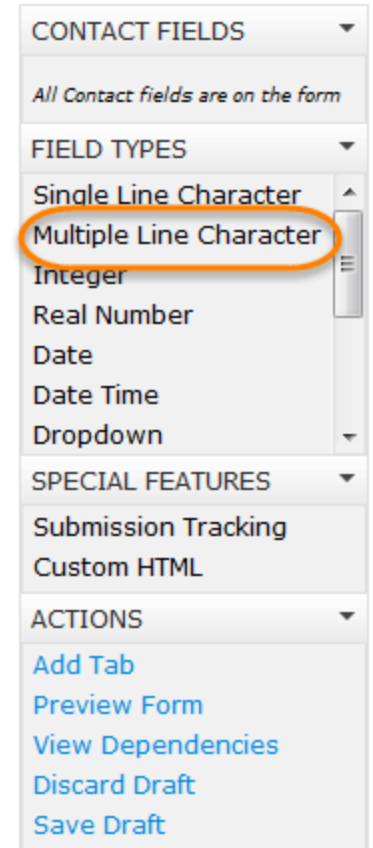 CONTACT FIELDS
All Contact fields are on the form
FIELD TYPES
Single Line Character
Multiple Line Character
Integer
Real Number
Date
Date Time
Dropdown
SPECIAL FEATURES
Submission Tracking
Custom HTML
ACTIONS
Add Tab
Preview Form
View Dependencies
Discard Draft
Save Draft